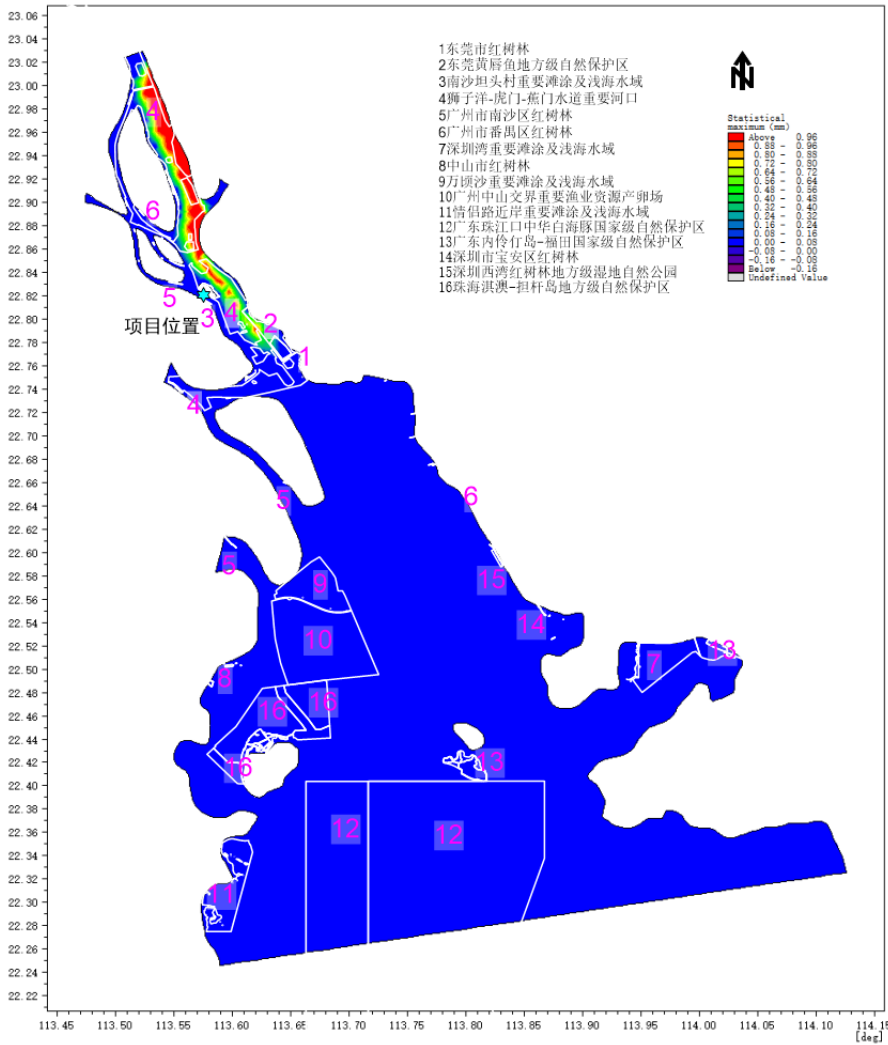 1东莞市红树林
2东莞黄唇鱼地方级自然保护区
3南沙坦头村重要滩涂及浅海水域
4狮子洋-虎门-蕉门水道重要河口
5广州市南沙区红树林
6广州市番禺区红树林
7深圳湾重要滩涂及浅海水域
8中山市红树林
9万顷沙重要滩涂及浅海水域
10广州中山交界重要渔业资源产卵场
11情侣路近岸重要滩涂及浅海水域
12广东珠江口中华白海豚国家级自然保护区
13广东内伶仃岛-福田国家级自然保护区
14深圳市宝安区红树林
15深圳西湾红树林地方级湿地自然公园
16珠海淇澳-担杆岛地方级自然保护区
N
Statistical
maximum (mm)
Above 0.96
0.88 - 0.96
0.80 - 0.88
0.72 - 0.80
0.64 - 0.72
0.56 - 0.64
0.48 - 0.56
0.40 - 0.48
0.32 - 0.40
0.24 - 0.32
0.16 - 0.24
0.08 - 0.16
0.00 - 0.08
-0.08 - 0.00
-0.16 - -0.08
Below -0.16
Undefined Value
23.06
23.04
23.02
23.00
22.98
22.96
22.94
22.92
22.90
22.88
22.86
22.84
22.82
22.80
22.78
22.76
22.74
22.72
22.70
22.68
22.66
22.64
22.62
22.60
22.58
22.56
22.54
22.52
22.50
22.48
22.46
22.44
22.42
22.40
22.38
22.36
22.34
22.32
22.30
22.28
22.26
22.24
22.22
4
6
5
3
4
2
项目位置
1
4
5
6
5
9
15
14
10
7
13
8
16
16
16
13
12
12
11
113.45 113.50 113.55 113.60 113.65 113.70 113.75 113.80 113.85 113.90 113.95 114.00 114.05 114.10 114.15
[deg]